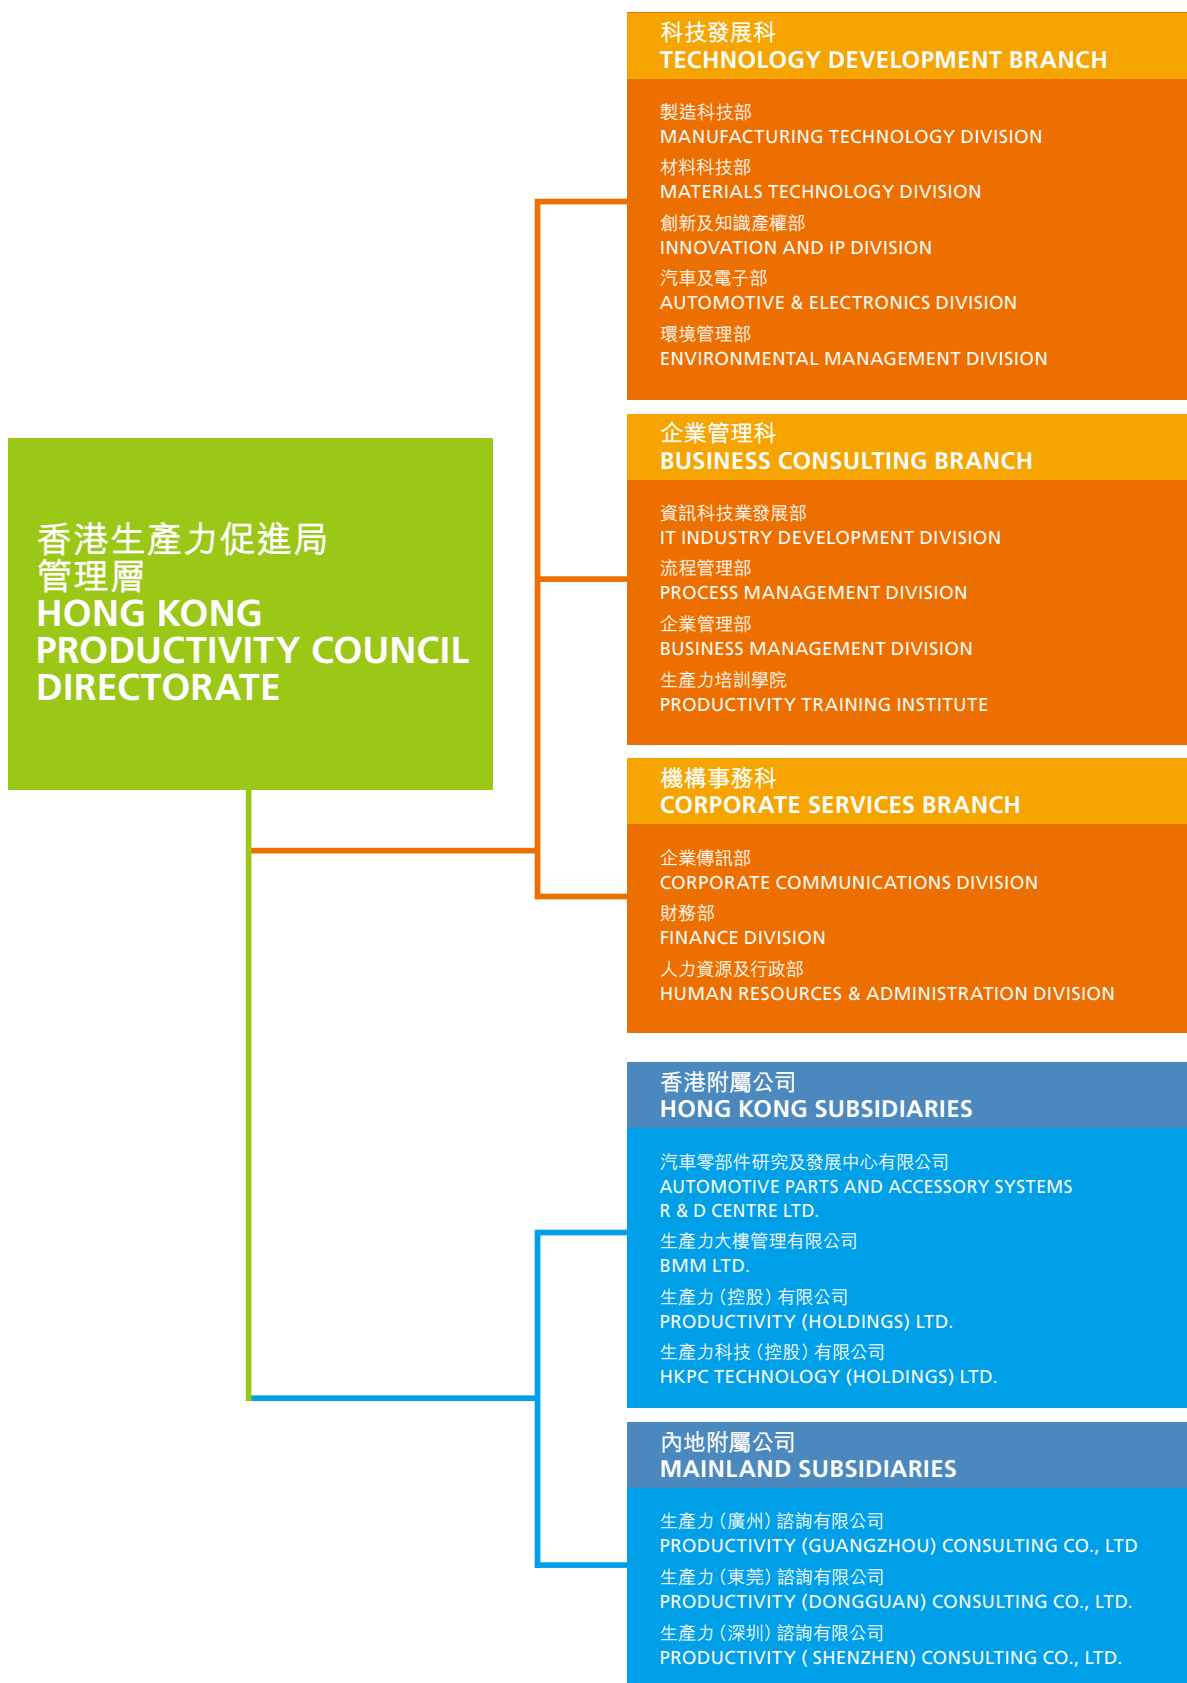 香港生產力促進局
管理層
HONG KONG
PRODUCTIVITY COUNCIL
DIRECTORATE
科技發展科
TECHNOLOGY DEVELOPMENT BRANCH
製造科技部
MANUFACTURING TECHNOLOGY DIVISION
材料科技部
MATERIALS TECHNOLOGY DIVISION
創新及知識產權部
INNOVATION AND IP DIVISION
汽車及電子部
AUTOMOTIVE & ELECTRONICS DIVISION
環境管理部
ENVIRONMENTAL MANAGEMENT DIVISION
企業管理科
BUSINESS CONSULTING BRANCH
資訊科技業發展部
IT INDUSTRY DEVELOPMENT DIVISION
流程管理部
PROCESS MANAGEMENT DIVISION
企業管理部
BUSINESS MANAGEMENT DIVISION
生產力培訓學院
PRODUCTIVITY TRAINING INSTITUTE
機構事務科
CORPORATE SERVICES BRANCH
企業傳訊部
CORPORATE COMMUNICATIONS DIVISION
財務部
FINANCE DIVISION
人力資源及行政部
HUMAN RESOURCES & ADMINISTRATION DIVISION
香港附屬公司
HONG KONG SUBSIDIARIES
汽車零部件研究及發展中心有限公司
AUTOMOTIVE PARTS AND ACCESSORY SYSTEMS
R & D CENTRE LTD.
生產力大樓管理有限公司
BMM LTD.
生產力（控股）有限公司
PRODUCTIVITY (HOLDINGS) LTD.
生產力科技（控股）有限公司
HKPC TECHNOLOGY (HOLDINGS) LTD.
內地附屬公司
MAINLAND SUBSIDIARIES
生產力（廣州）諮詢有限公司
PRODUCTIVITY (GUANGZHOU) CONSULTING CO., LTD
生產力（東莞）諮詢有限公司
PRODUCTIVITY (DONGGUAN) CONSULTING CO., LTD.
生產力（深圳）諮詢有限公司
PRODUCTIVITY ( SHENZHEN) CONSULTING CO., LTD.